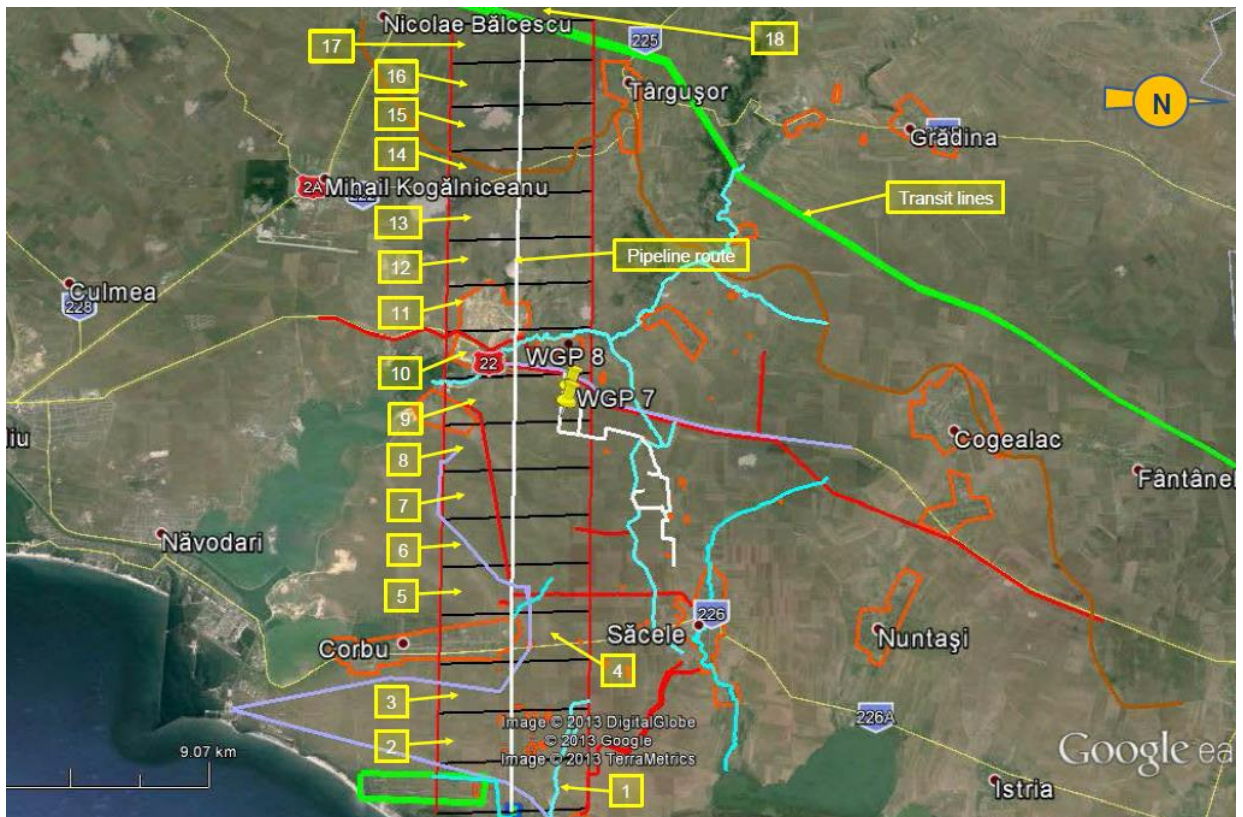 Nicolae Bălcescu
17
18
225
16
Târguşor
N
15
Grădina
14
2A
Mihail Kogălniceanu
222
Transit lines
13
Pipeline route
12
Culmea
228
11
WGP 8
22
10
WGP 7
9
liu
Cogealac
8
Fântânel
7
Năvodari
6
5
226
Săcele
Nuntaşi
Corbu
4
3
226A
Image © 2013 DigitalGlobe
© 2013 Google
Image © 2013 TerraMetrics
2
9.07 km
Google ea
1
Istria